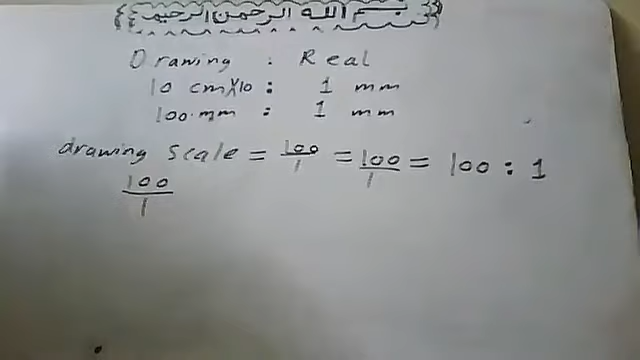 بسم الله الرحمن الرحيم
Drawing : Real
10 cm x10 : 1 mm
100 mm : 1 mm
drawing scale = 100/1 = 100/1 = 100 : 1
100/1